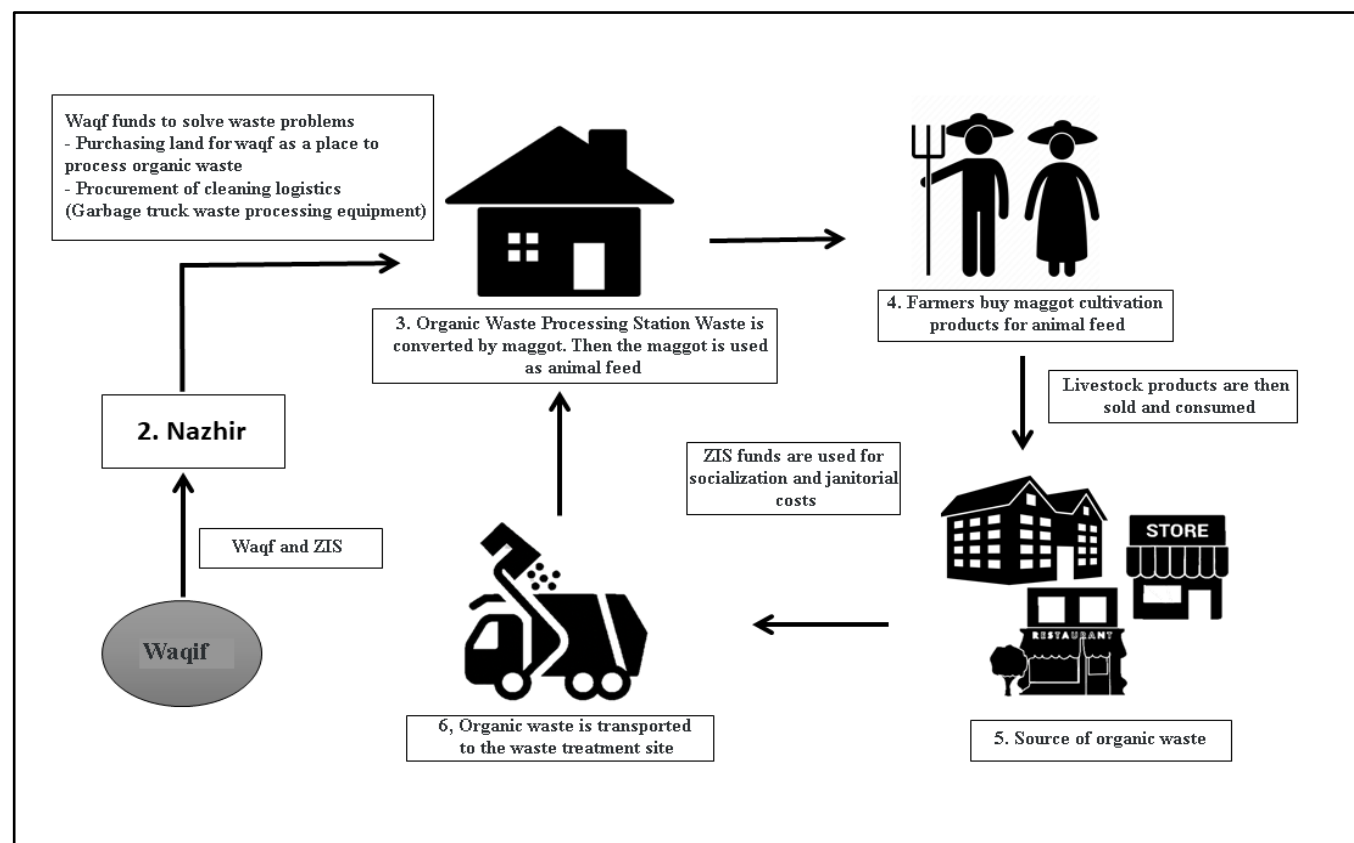 Waqf funds to solve waste problems
- Purchasing land for waqf as a place to
process organic waste
- Procurement of cleaning logistics
(Garbage truck waste processing equipment)
3. Organic Waste Processing Station Waste is
converted by maggot. Then the maggot is used
as animal feed
4. Farmers buy maggot cultivation
products for animal feed
Livestock products are then
sold and consumed
2. Nazhir
ZIS funds are used for
socialization and janitorial
costs
Waqf and ZIS
Waqif
STORE
RESTAURANT
6, Organic waste is transported
to the waste treatment site
5. Source of organic waste